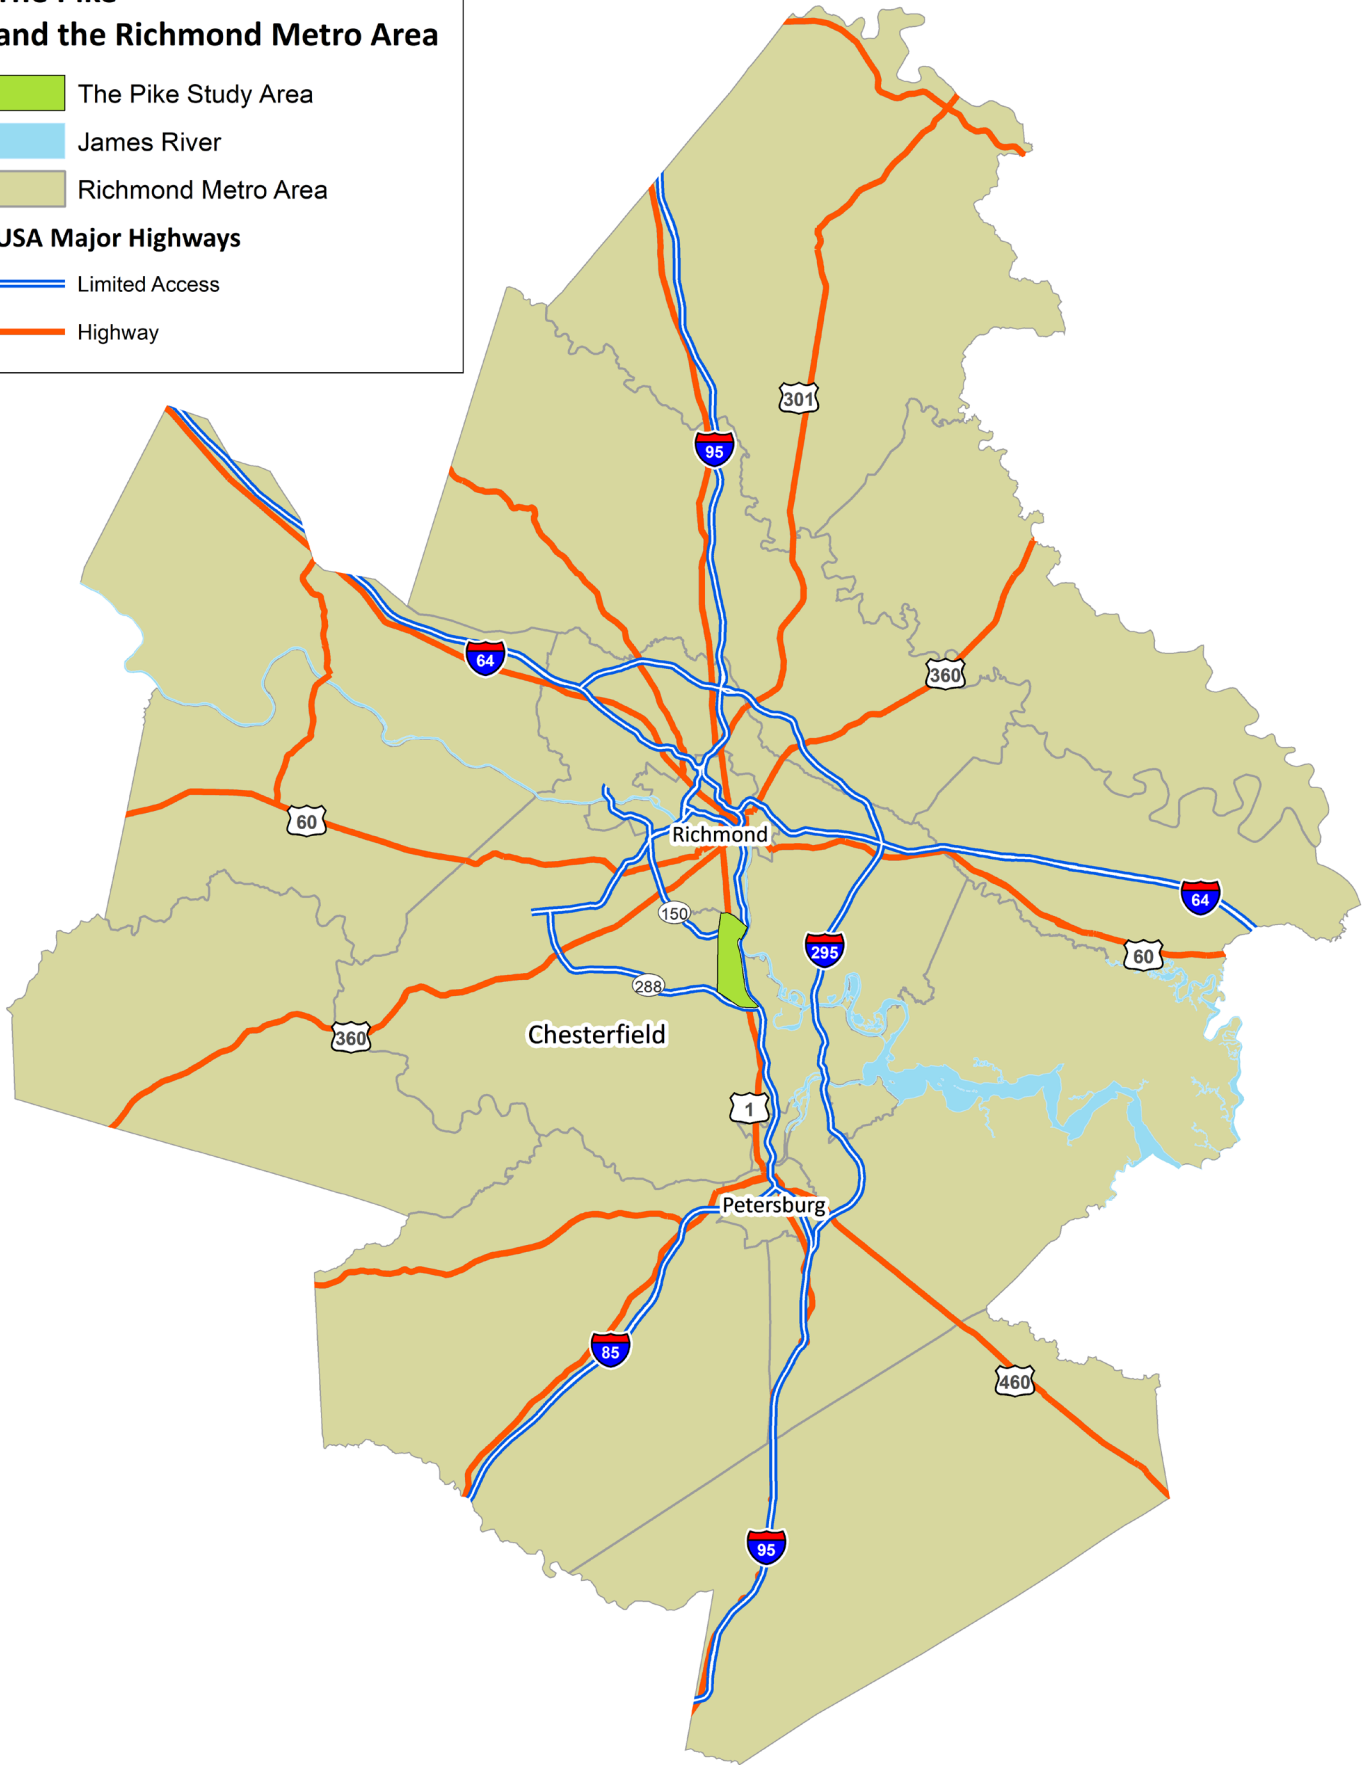 The Pike
and the Richmond Metro Area
The Pike Study Area
James River
Richmond Metro Area
USA Major Highways
Limited Access
Highway
301
95
64
360
60
Richmond
64
150
295
60
288
Chesterfield
360
1
Petersburg
85
460
95